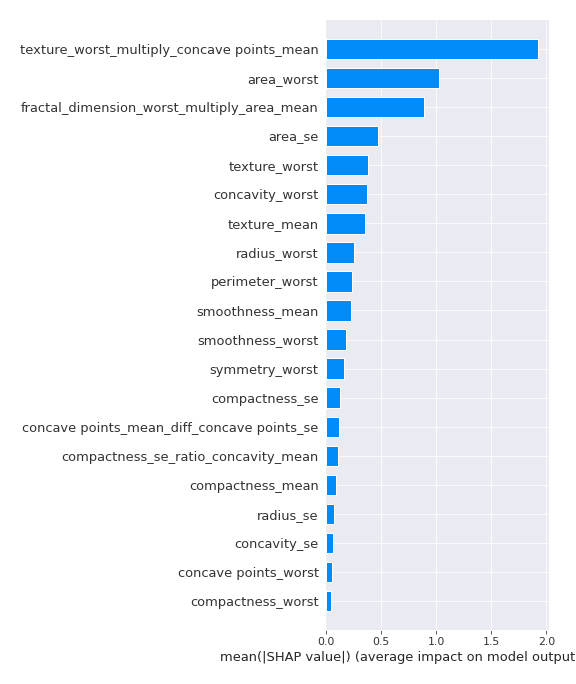 texture_worst_multiply_concave points_mean
area_worst
fractal_dimension_worst_multiply_area_mean
area_se
texture_worst
concavity_worst
texture_mean
radius_worst
perimeter_worst
smoothness_mean
smoothness_worst
symmetry_worst
compactness_se
concave points_mean_diff_concave points_se
compactness_se_ratio_concavity_mean
compactness_mean
radius_se
concavity_se
concave points_worst
compactness_worst
0.0 0.5 1.0 1.5 2.0
mean(|SHAP value|) (average impact on model output